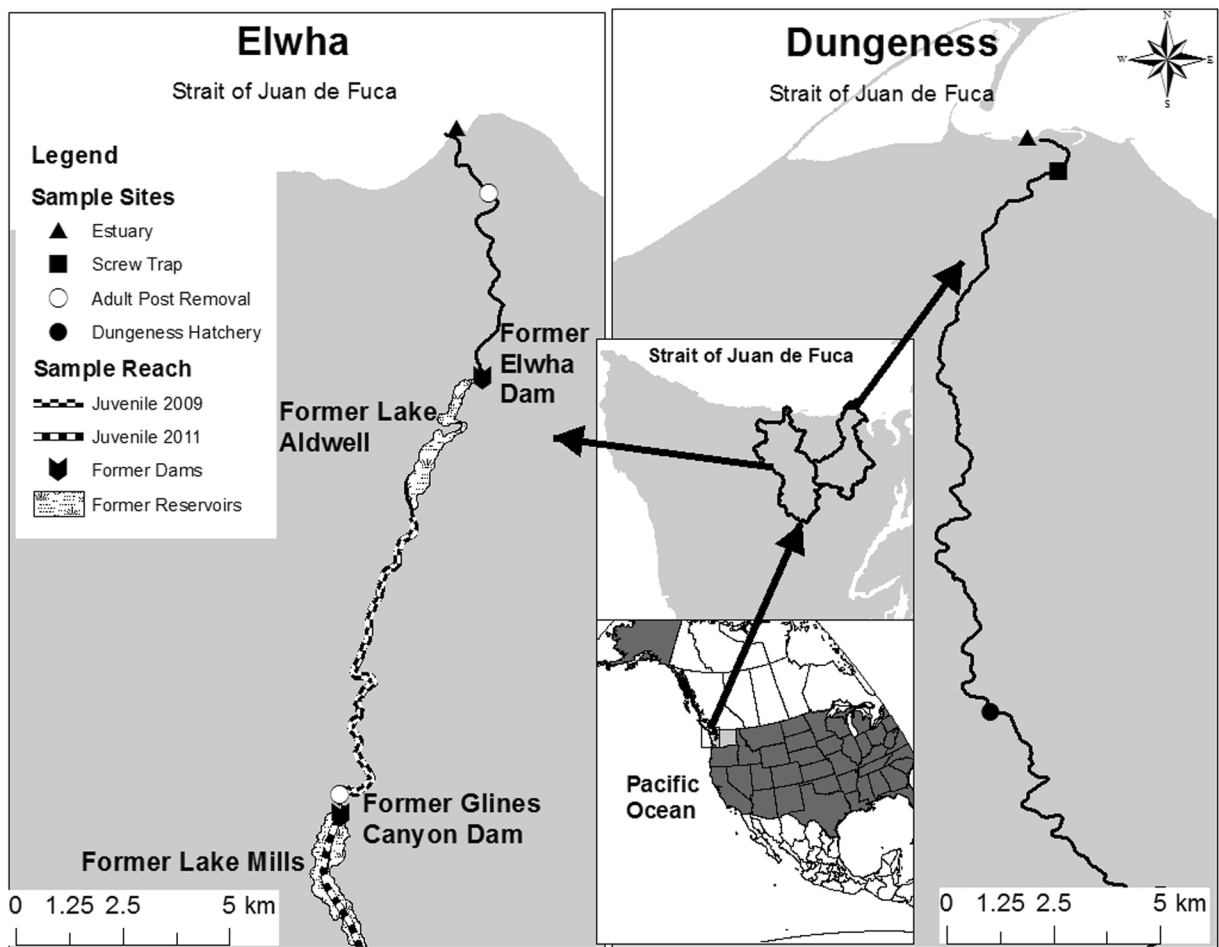 Elwha
Strait of Juan de Fuca
Legend
Sample Sites
Estuary
Screw Trap
Adult Post Removal
Dungeness Hatchery
Sample Reach
Juvenile 2009
Juvenile 2011
Former Dams
Former Reservoirs
Former
Elwha
Dam
Former Lake
Aldwell
Former Glines
Canyon Dam
Former Lake Mills
0 1.25 2.5 5 km
Dungeness
Strait of Juan de Fuca
N
W
E
S
Strait of Juan de Fuca
Pacific
Ocean
0 1.25 2.5 5 km